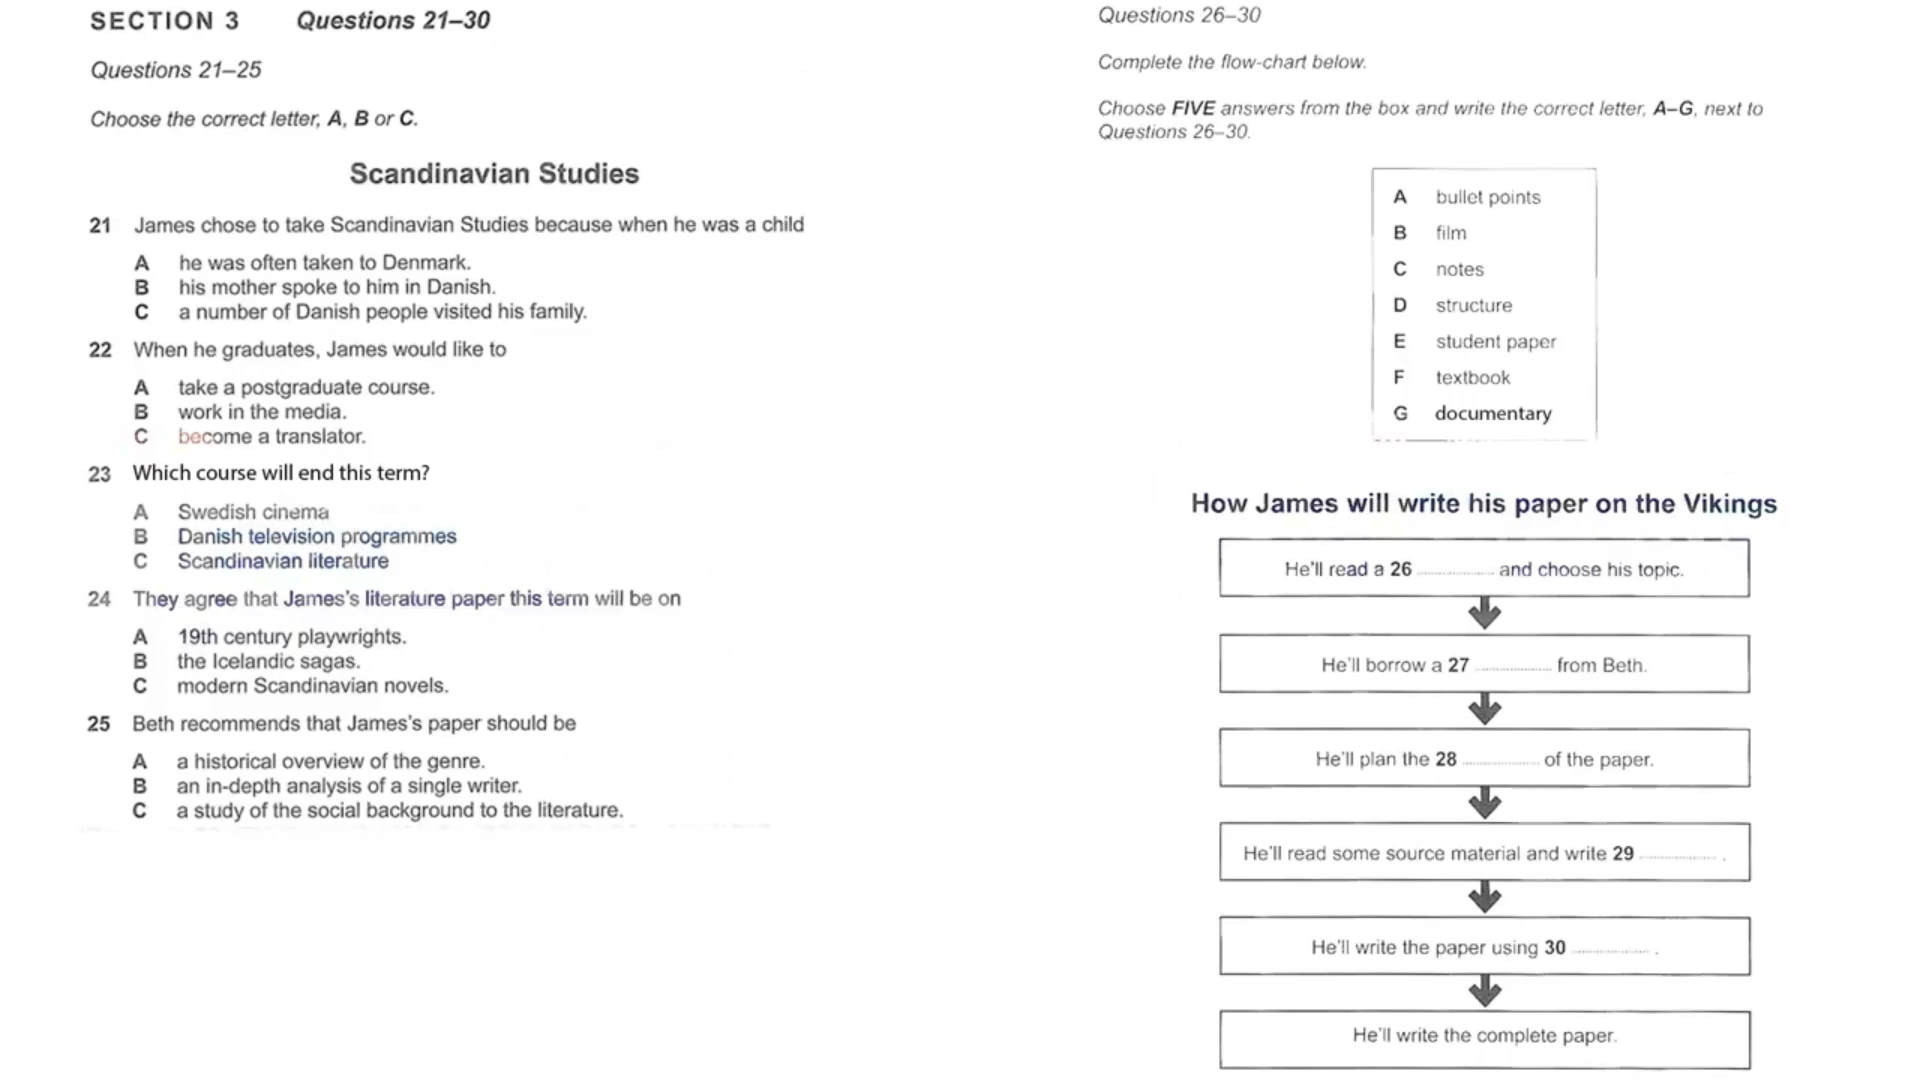 SECTION 3 Questions 21–30
Questions 21–25
Choose the correct letter, A, B or C.
Scandinavian Studies
21 James chose to take Scandinavian Studies because when he was a child
A he was often taken to Denmark.
B his mother spoke to him in Danish.
C a number of Danish people visited his family.
22 When he graduates, James would like to
A take a postgraduate course.
B work in the media.
C become a translator.
23 Which course will end this term?
A Swedish cinema
B Danish television programmes
C Scandinavian literature
24 They agree that James's literature paper this term will be on
A 19th century playwrights.
B the Icelandic sagas.
C modern Scandinavian novels.
25 Beth recommends that James's paper should be
A a historical overview of the genre.
B an in-depth analysis of a single writer.
C a study of the social background to the literature.
Questions 26–30
Complete the flow-chart below.
Choose FIVE answers from the box and write the correct letter, A–G, next to
Questions 26–30.
A bullet points
B film
C notes
D structure
E student paper
F textbook
G documentary
How James will write his paper on the Vikings
He'll read a 26 ............... and choose his topic.
He'll borrow a 27 ............... from Beth.
He'll plan the 28 ............... of the paper.
He'll read some source material and write 29 ............... .
He'll write the paper using 30 ............... .
He'll write the complete paper.